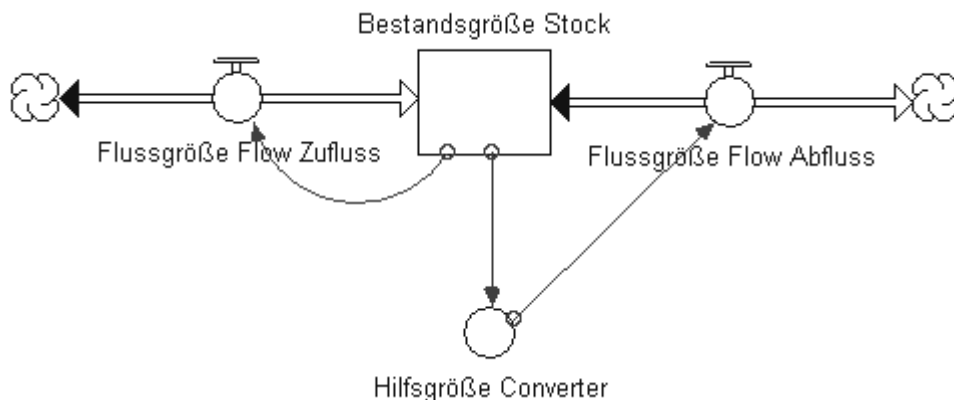 Bestandsgröße Stock
Flussgröße Flow Zufluss
Flussgröße Flow Abfluss
Hilfsgröße Converter